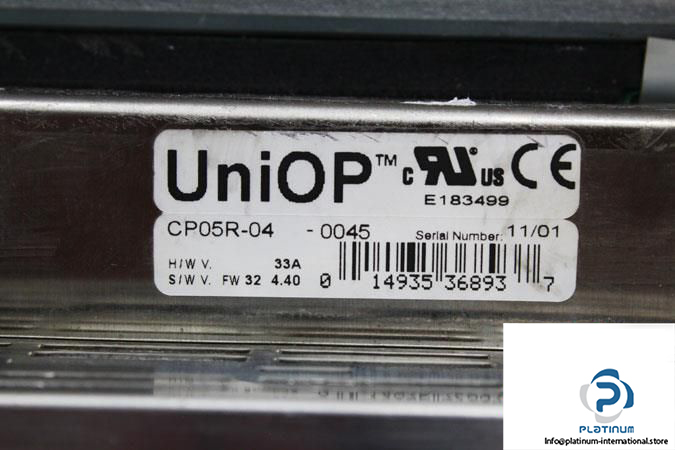 UniOP™ c RU® US CE
E183499
CP05R-04 - 0045 Serial Number: 11/01
H/W V. 33A
S/W V. FW 32 4.40
0 14935 36893 7
PLATINUM
Info@platinum-international.store